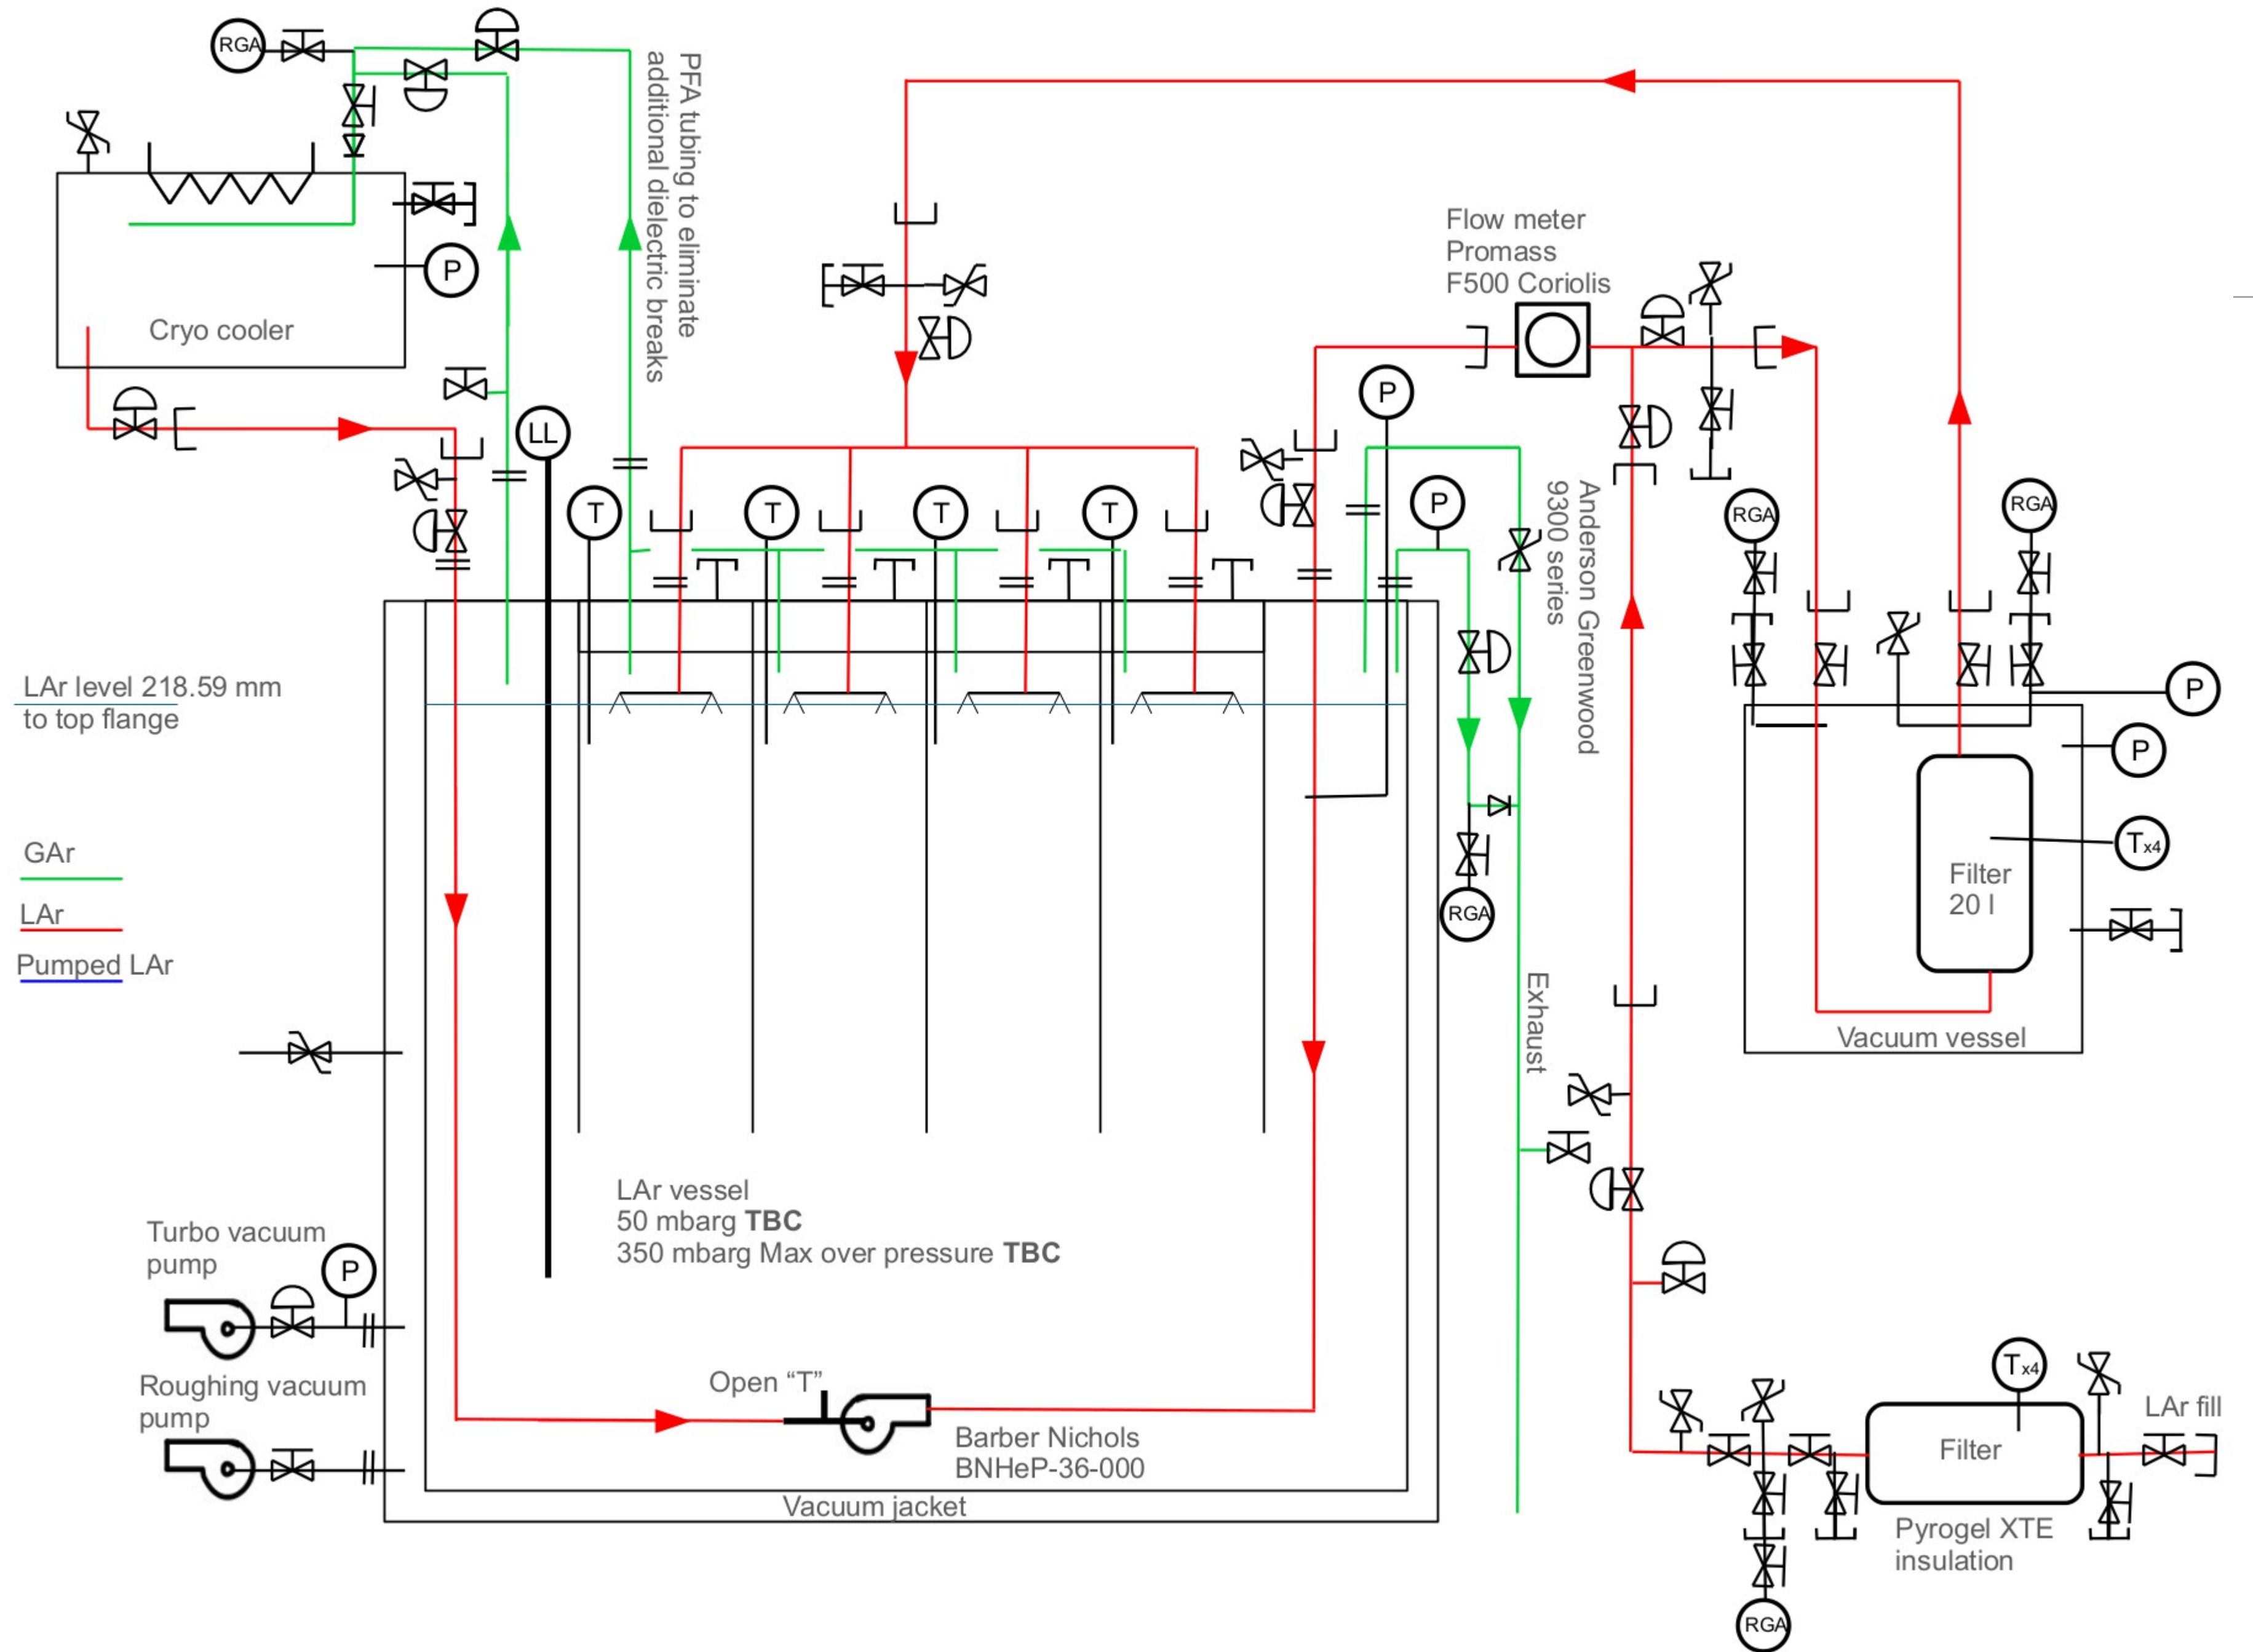 RGA
PFA tubing to eliminate
additional dielectric breaks
Flow meter
Promass
F500 Coriolis
P
Cryo cooler
P
LL
T
T
T
T
P
RGA
RGA
Anderson Greenwood
9300 series
LAr level 218.59 mm
to top flange
P
P
Tx4
GAr
LAr
Pumped LAr
Filter
20 l
RGA
Exhaust
Vacuum vessel
LAr vessel
50 mbarg TBC
350 mbarg Max over pressure TBC
Turbo vacuum
pump
P
Roughing vacuum
pump
Open “T”
Barber Nichols
BNHeP-36-000
Vacuum jacket
Tx4
LAr fill
Filter
Pyrogel XTE
insulation
RGA